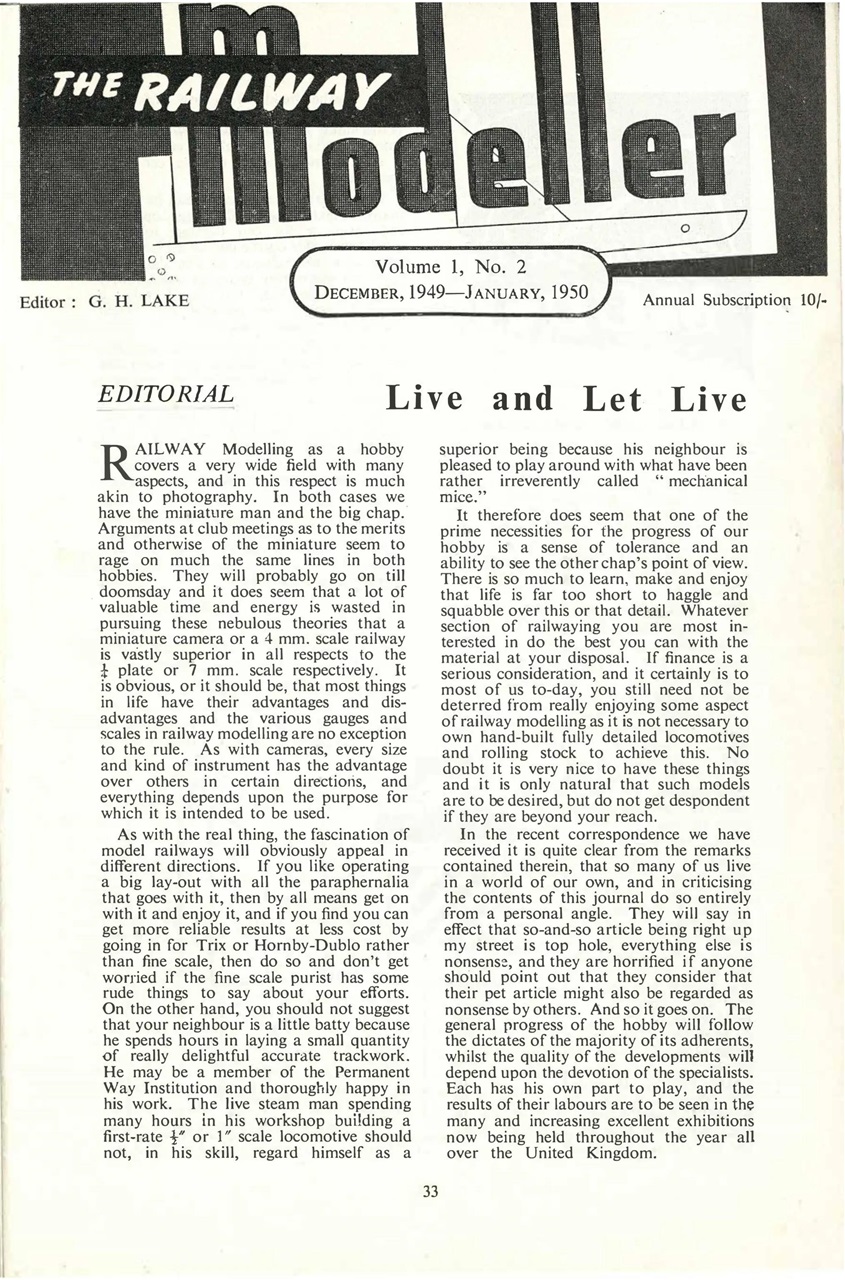 THE RAILWAY
modeller
Volume 1, No. 2
DECEMBER, 1949—JANUARY, 1950
Editor : G. H. LAKE
Annual Subscription 10/-
EDITORIAL
Live and Let Live
RAILWAY Modelling as a hobby
covers a very wide field with many
aspects, and in this respect is much
akin to photography. In both cases we
have the miniature man and the big chap.
Arguments at club meetings as to the merits
and otherwise of the miniature seem to
rage on much the same lines in both
hobbies. They will probably go on till
doomsday and it does seem that a lot of
valuable time and energy is wasted in
pursuing these nebulous theories that a
miniature camera or a 4 mm. scale railway
is vastly superior in all respects to the
¼ plate or 7 mm. scale respectively. It
is obvious, or it should be, that most things
in life have their advantages and dis-
advantages and the various gauges and
scales in railway modelling are no exception
to the rule. As with cameras, every size
and kind of instrument has the advantage
over others in certain directions, and
everything depends upon the purpose for
which it is intended to be used.
As with the real thing, the fascination of
model railways will obviously appeal in
different directions. If you like operating
a big lay-out with all the paraphernalia
that goes with it, then by all means get on
with it and enjoy it, and if you find you can
get more reliable results at less cost by
going in for Trix or Hornby-Dublo rather
than fine scale, then do so and don't get
worried if the fine scale purist has some
rude things to say about your efforts.
On the other hand, you should not suggest
that your neighbour is a little batty because
he spends hours in laying a small quantity
of really delightful accurate trackwork.
He may be a member of the Permanent
Way Institution and thoroughly happy in
his work. The live steam man spending
many hours in his workshop building a
first-rate ½″ or 1″ scale locomotive should
not, in his skill, regard himself as a
superior being because his neighbour is
pleased to play around with what have been
rather irreverently called “ mechanical
mice.”
It therefore does seem that one of the
prime necessities for the progress of our
hobby is a sense of tolerance and an
ability to see the other chap's point of view.
There is so much to learn, make and enjoy
that life is far too short to haggle and
squabble over this or that detail. Whatever
section of railwaying you are most in-
terested in do the best you can with the
material at your disposal. If finance is a
serious consideration, and it certainly is to
most of us to-day, you still need not be
deterred from really enjoying some aspect
of railway modelling as it is not necessary to
own hand-built fully detailed locomotives
and rolling stock to achieve this. No
doubt it is very nice to have these things
and it is only natural that such models
are to be desired, but do not get despondent
if they are beyond your reach.
In the recent correspondence we have
received it is quite clear from the remarks
contained therein, that so many of us live
in a world of our own, and in criticising
the contents of this journal do so entirely
from a personal angle. They will say in
effect that so-and-so article being right up
my street is top hole, everything else is
nonsense, and they are horrified if anyone
should point out that they consider that
their pet article might also be regarded as
nonsense by others. And so it goes on. The
general progress of the hobby will follow
the dictates of the majority of its adherents,
whilst the quality of the developments will
depend upon the devotion of the specialists.
Each has his own part to play, and the
results of their labours are to be seen in the
many and increasing excellent exhibitions
now being held throughout the year all
over the United Kingdom.
33